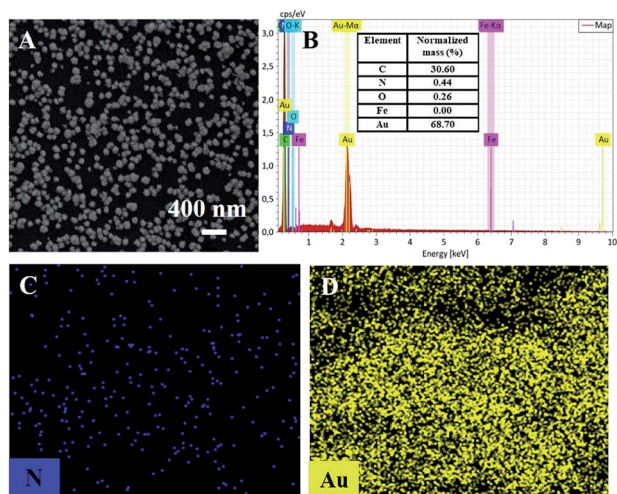 A
400 nm
cps/eV
B
O-K
Au-Mα
Fe-Kα
Map
Element Normalized mass (%)
C 30.60
N 0.44
O 0.26
Fe 0.00
Au 68.70
3,0
2,5
2,0
1,5
1,0
0,5
0,0
Au
O
N
C
Fe
Au
Fe
Au
1 2 3 4 5 6 7 8 9 10
Energy [keV]
C
N
D
Au